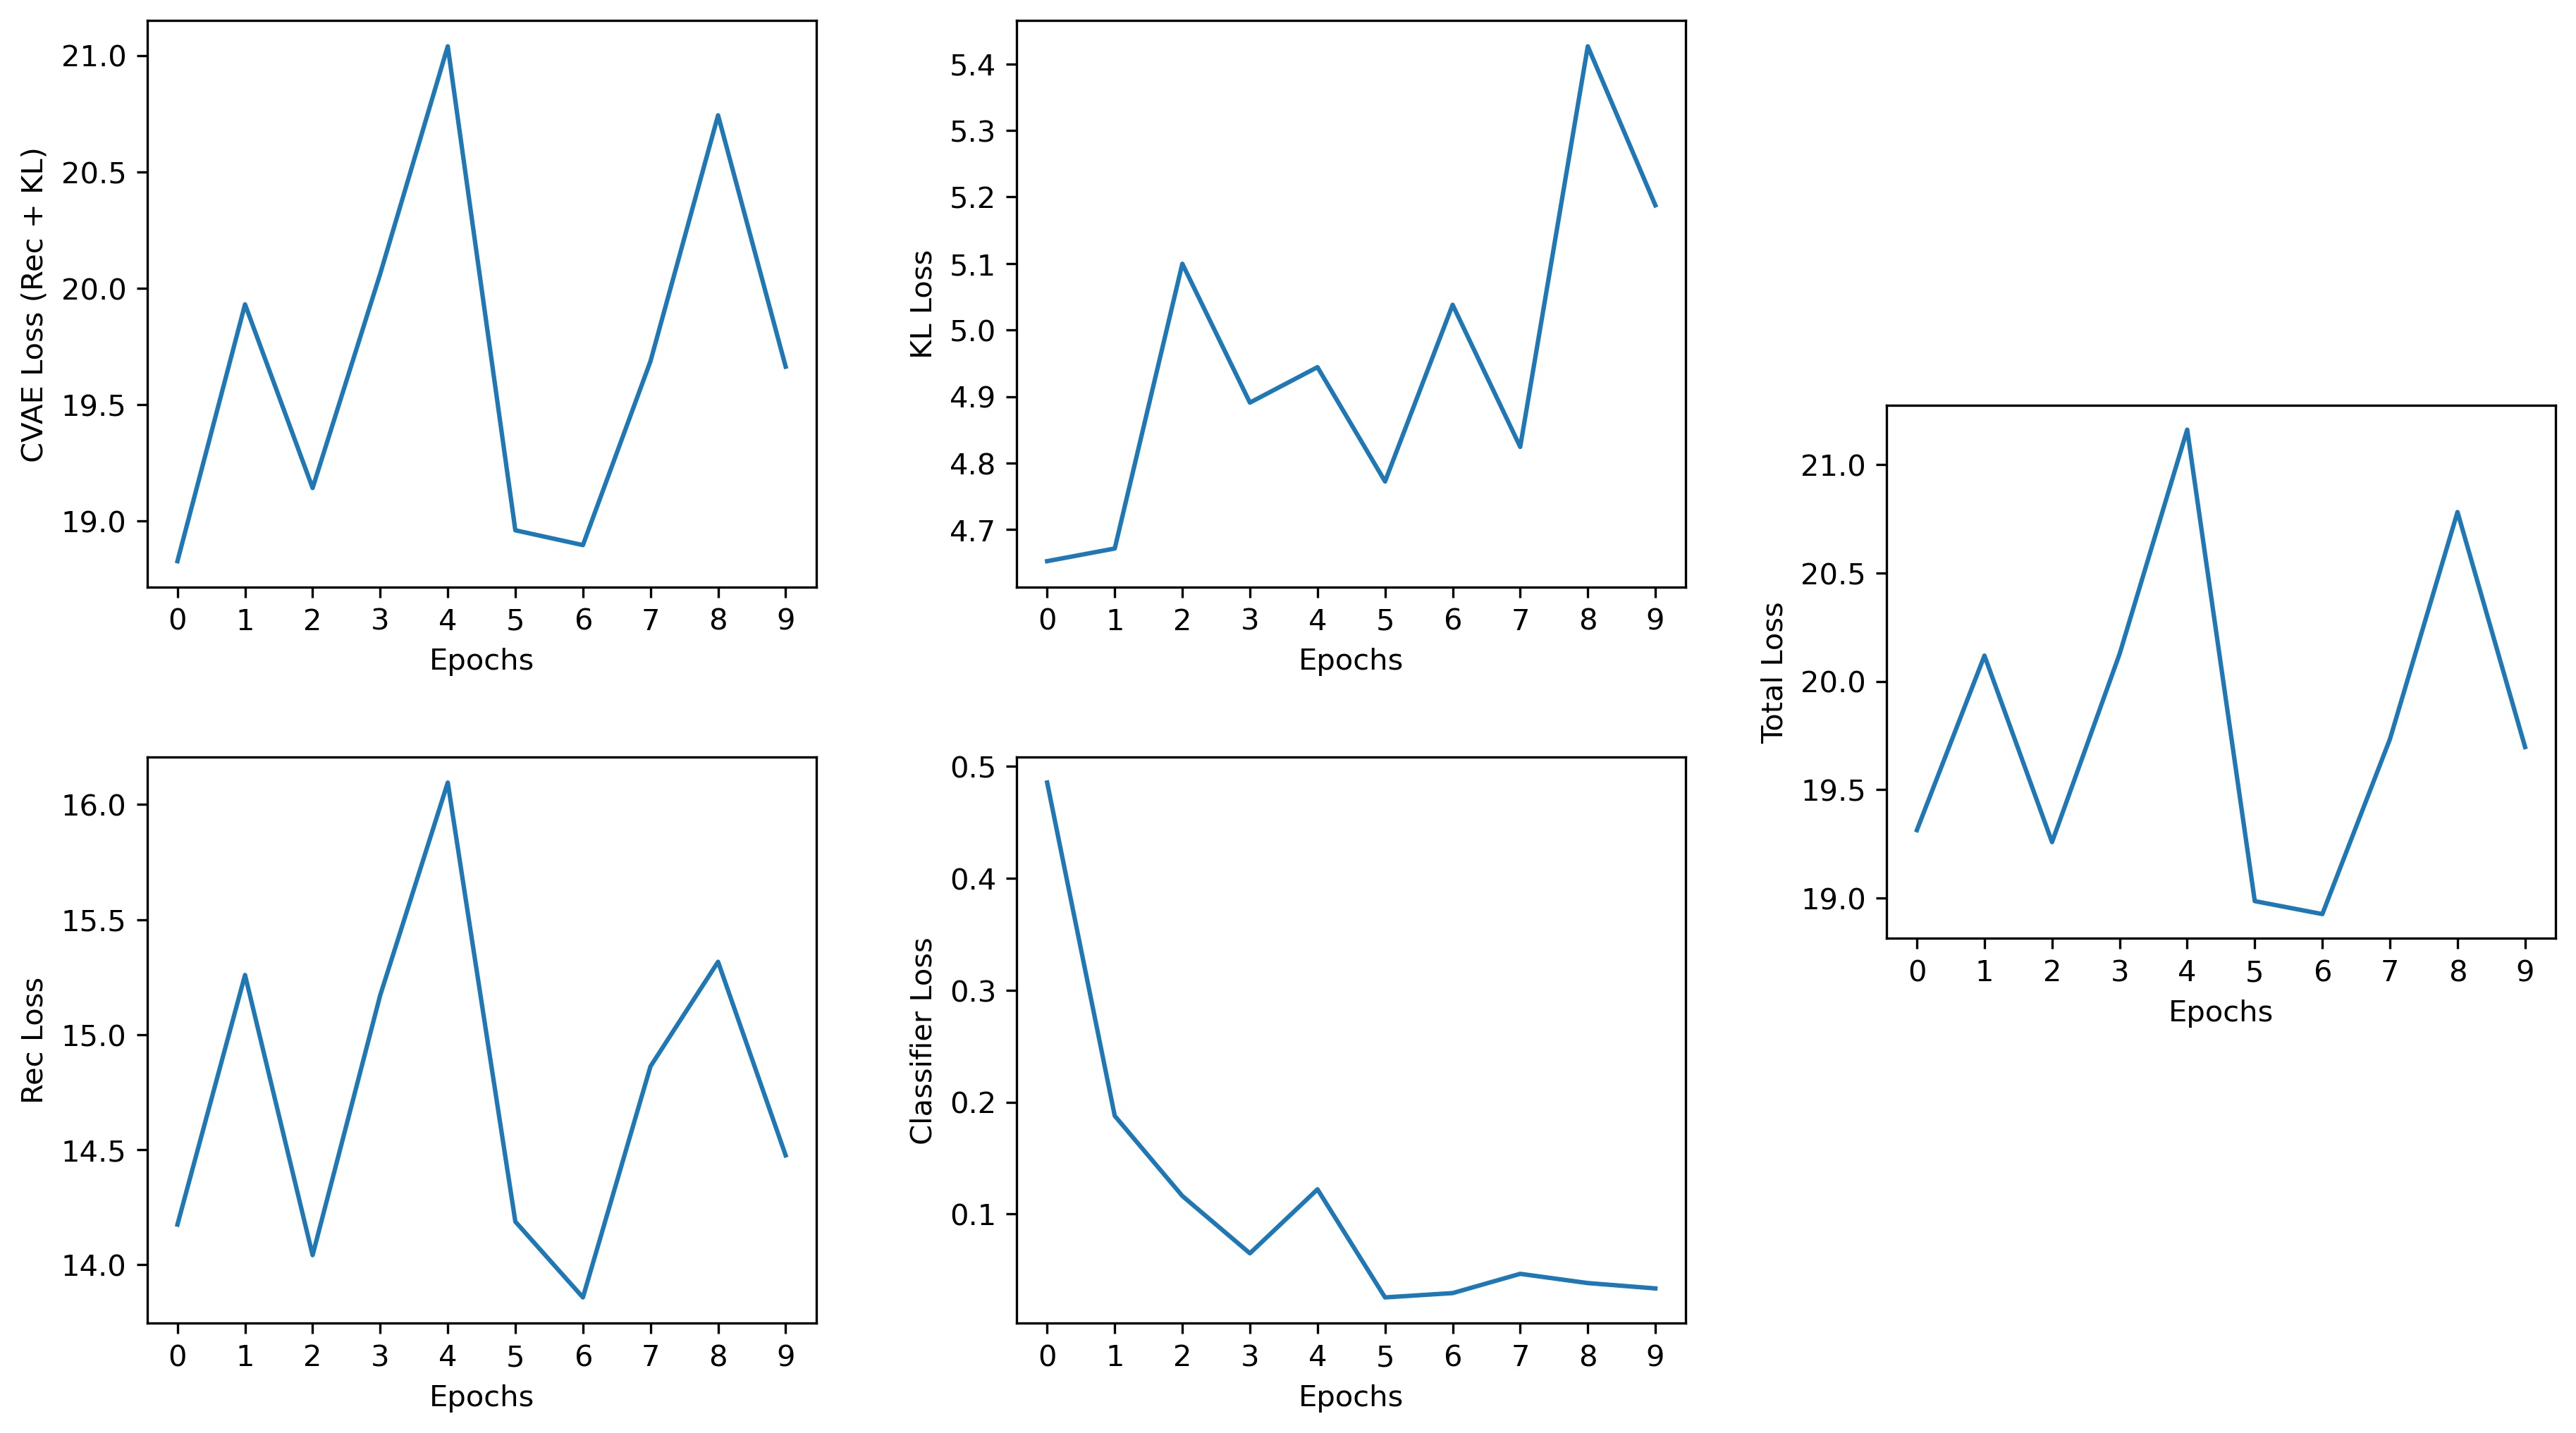 CVAE Loss (Rec + KL)
21.0
20.5
20.0
19.5
19.0
0 1 2 3 4 5 6 7 8 9
Epochs
KL Loss
5.4
5.3
5.2
5.1
5.0
4.9
4.8
4.7
0 1 2 3 4 5 6 7 8 9
Epochs
Rec Loss
16.0
15.5
15.0
14.5
14.0
0 1 2 3 4 5 6 7 8 9
Epochs
Classifier Loss
0.5
0.4
0.3
0.2
0.1
0 1 2 3 4 5 6 7 8 9
Epochs
Total Loss
21.0
20.5
20.0
19.5
19.0
0 1 2 3 4 5 6 7 8 9
Epochs